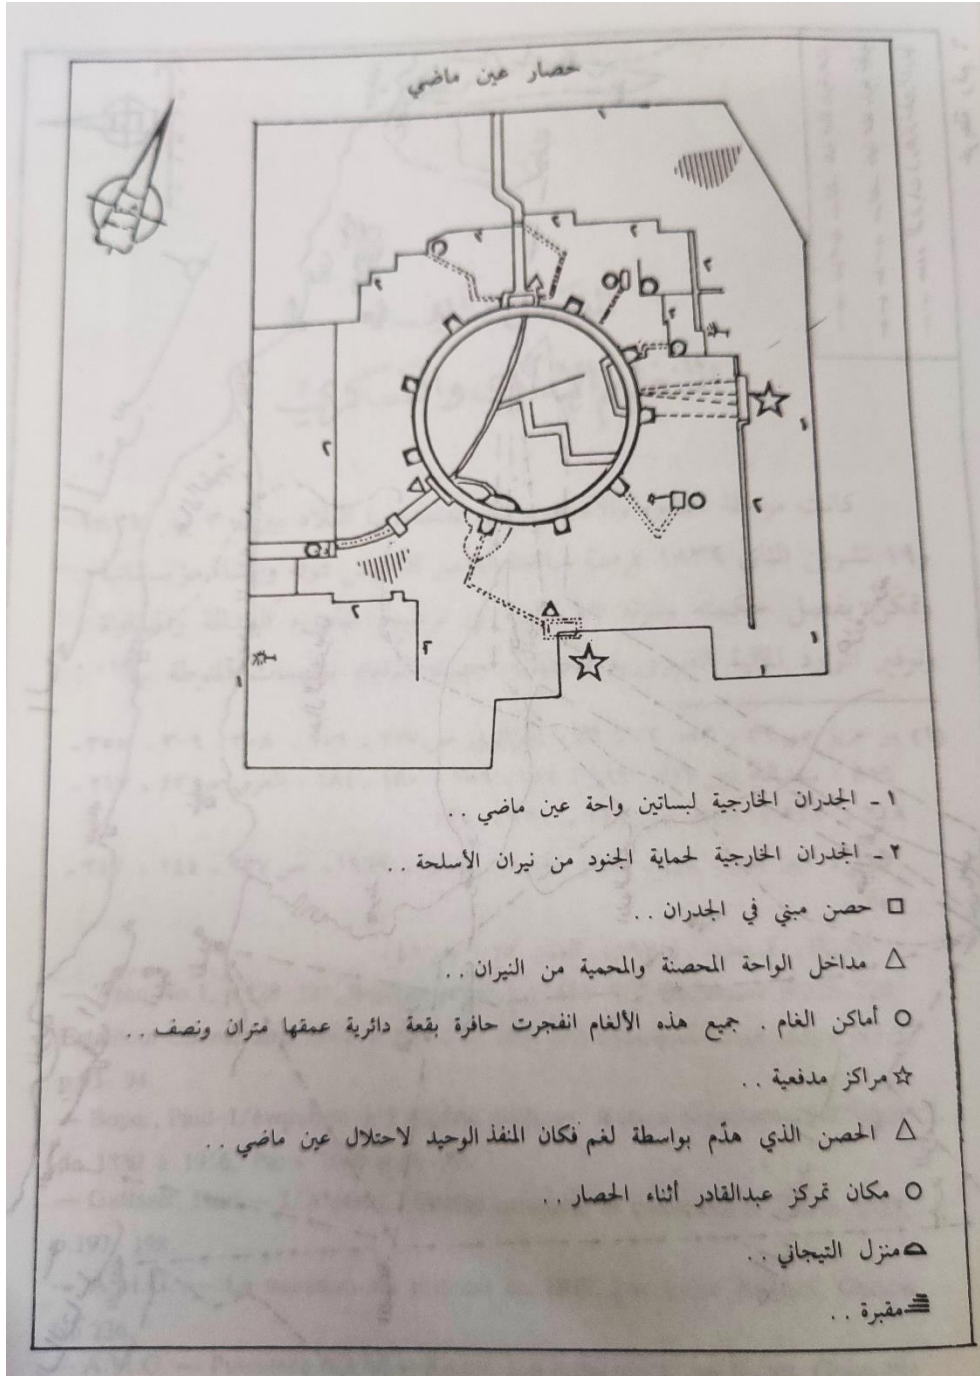 حصار عين ماضي
١ - الجدران الخارجية لبساتين واحة عين ماضي . .
٢ - الجدران الخارجية لحماية الجنود من نيران الأسلحة . .
□ حصن مبني في الجدران . .
△ مداخل الواحة المحصنة والمحمية من النيران . .
○ أماكن الغام . جميع هذه الألغام انفجرت حافرة بقعة دائرية عمقها متران ونصف . .
☆ مراكز مدفعية . .
△ الحصن الذي هدّم بواسطة لغم فكان المنفذ الوحيد لاحتلال عين ماضي . .
○ مكان تمركز عبدالقادر أثناء الحصار . .
منزل التيجاني . .
مقبرة . .